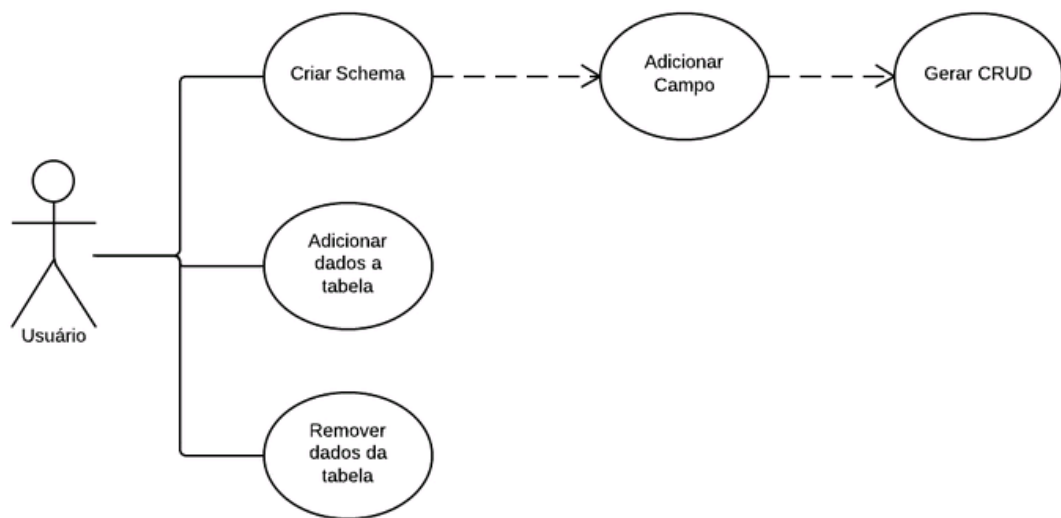 Criar Schema
Adicionar
Campo
Gerar CRUD
Adicionar
dados a
tabela
Usuário
Remover
dados da
tabela